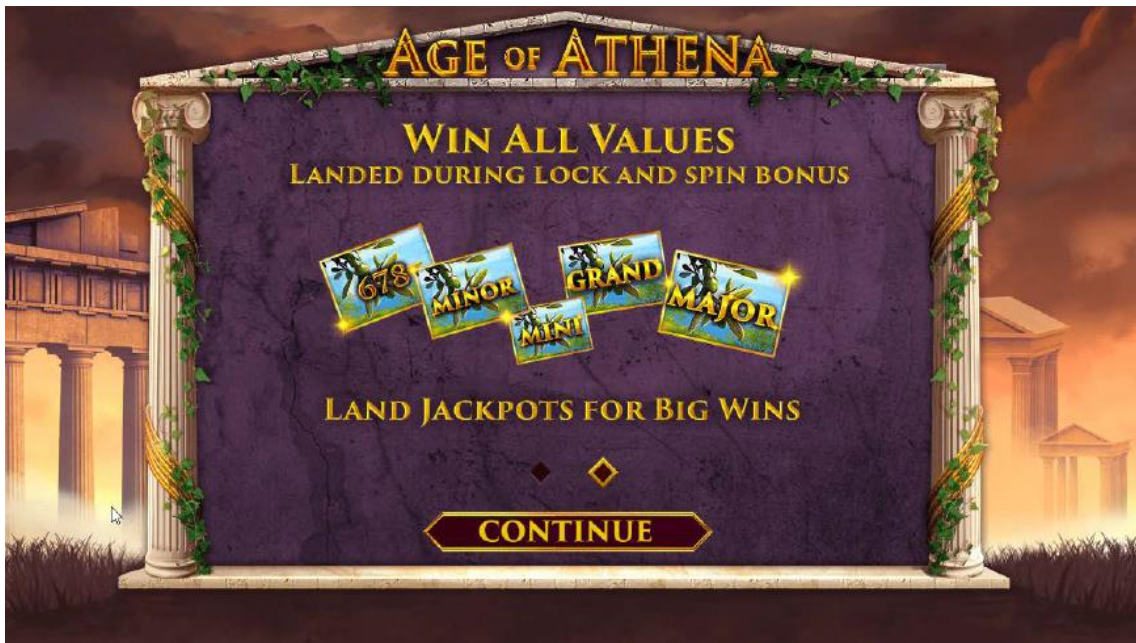 AGE OF ATHENA
WIN ALL VALUES
LANDED DURING LOCK AND SPIN BONUS
678
MINOR
MINI
GRAND
MAJOR
LAND JACKPOTS FOR BIG WINS
CONTINUE